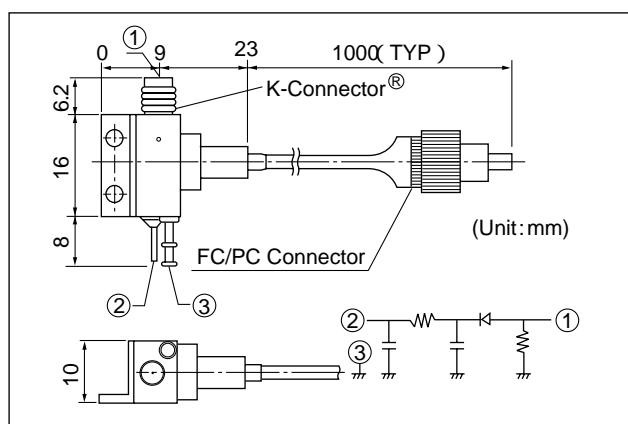 ①
0 9 23 1000( TYP )
6.2
K-Connector®
16
8
(Unit:mm)
FC/PC Connector
② ③
② ①
③
10